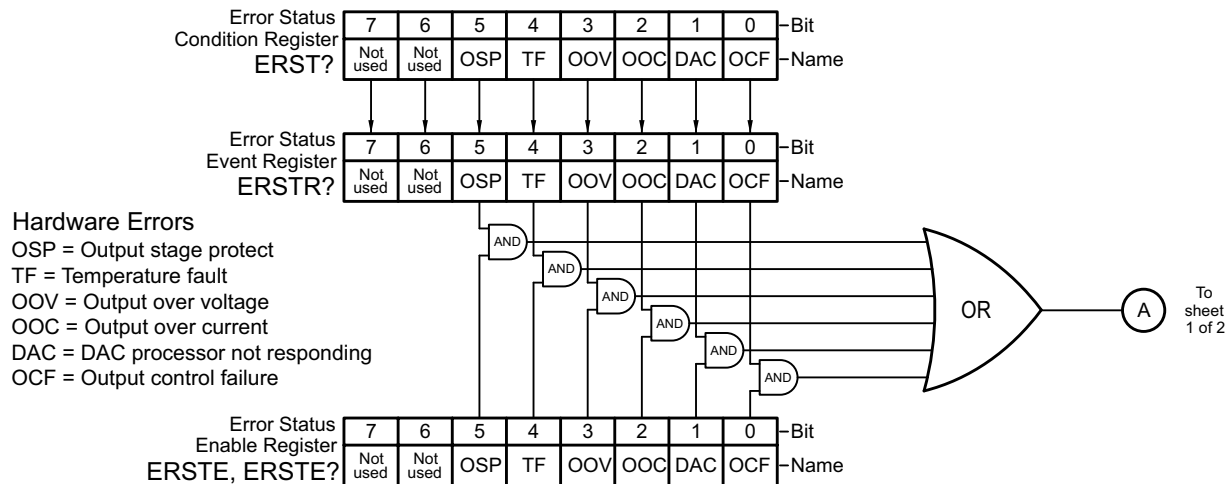 Error Status
Condition Register
ERST?
7 6 5 4 3 2 1 0 Bit
Not used Not used OSP TF OOV OOC DAC OCF Name
Error Status
Event Register
ERSTR?
7 6 5 4 3 2 1 0 Bit
Not used Not used OSP TF OOV OOC DAC OCF Name
Hardware Errors
OSP = Output stage protect
TF = Temperature fault
OOV = Output over voltage
OOC = Output over current
DAC = DAC processor not responding
OCF = Output control failure
AND
AND
AND
AND
AND
AND
OR
A
To
sheet
1 of 2
Error Status
Enable Register
ERSTE, ERSTE?
7 6 5 4 3 2 1 0 Bit
Not used Not used OSP TF OOV OOC DAC OCF Name